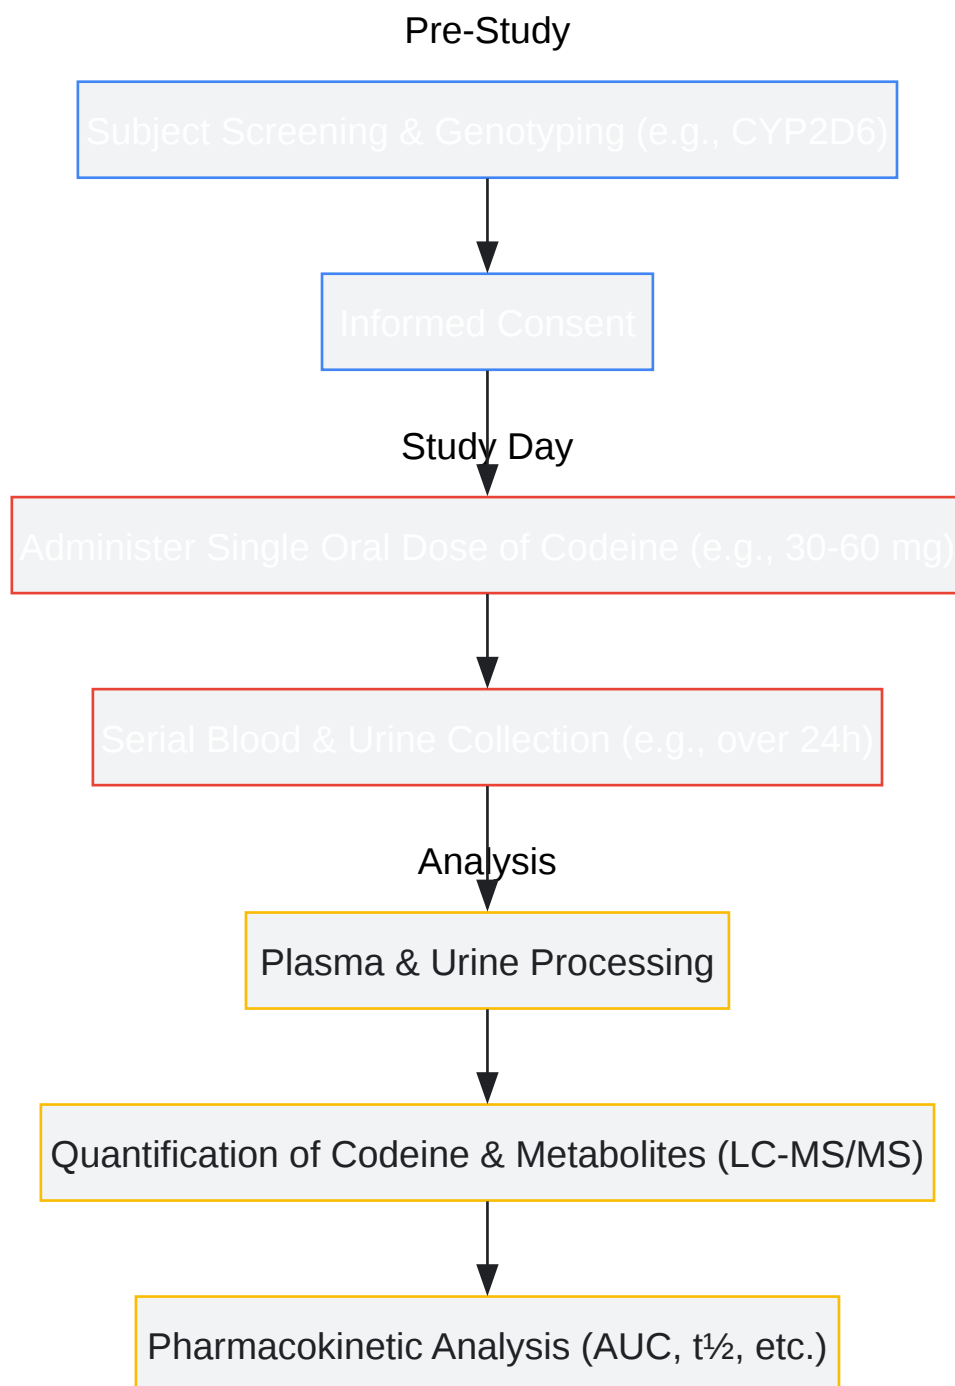 Pre-Study
Subject Screening & Genotyping (e.g., CYP2D6)
Informed Consent
Study Day
Administer Single Oral Dose of Codeine (e.g., 30-60 mg)
Serial Blood & Urine Collection (e.g., over 24h)
Analysis
Plasma & Urine Processing
Quantification of Codeine & Metabolites (LC-MS/MS)
Pharmacokinetic Analysis (AUC, t½, etc.)